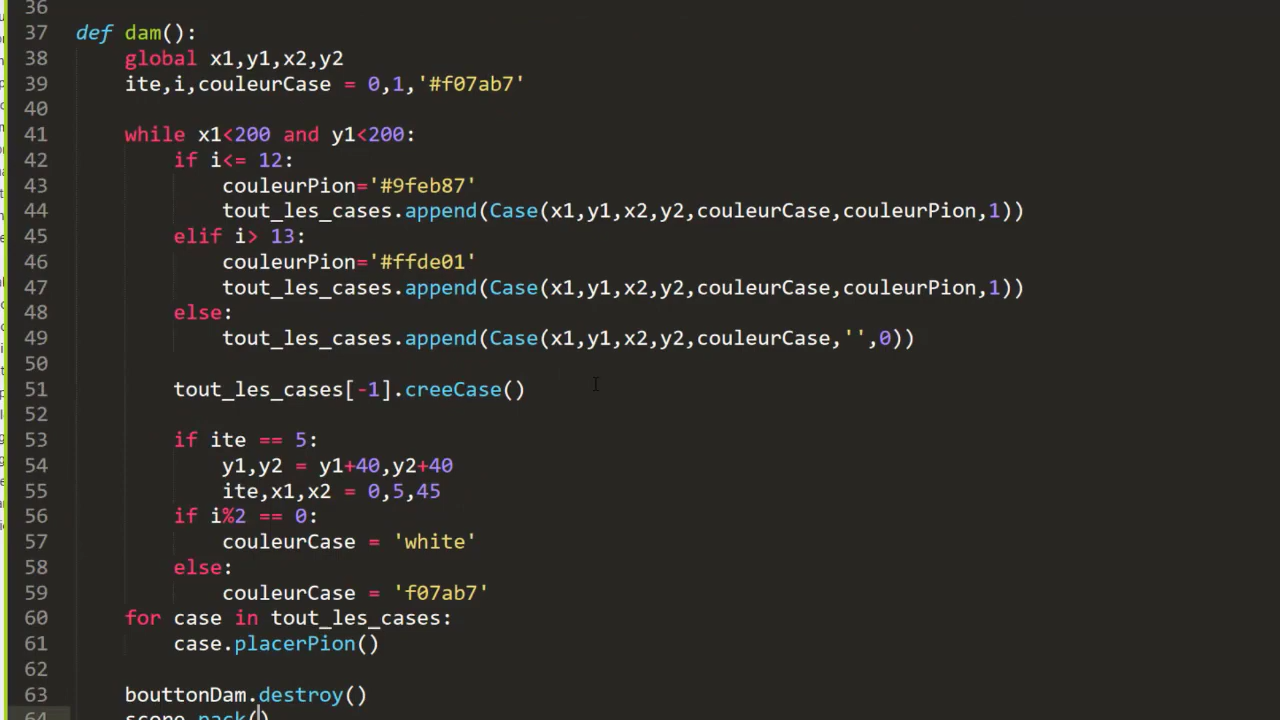 36
37 def dam():
38 global x1,y1,x2,y2
39 ite,i,couleurCase = 0,1,'#f07ab7'
40
41 while x1<200 and y1<200:
42 if i<= 12:
43 couleurPion='#9feb87'
44 tout_les_cases.append(Case(x1,y1,x2,y2,couleurCase,couleurPion,1))
45 elif i> 13:
46 couleurPion='#ffde01'
47 tout_les_cases.append(Case(x1,y1,x2,y2,couleurCase,couleurPion,1))
48 else:
49 tout_les_cases.append(Case(x1,y1,x2,y2,couleurCase,'',0))
50
51 tout_les_cases[-1].creeCase()
52
53 if ite == 5:
54 y1,y2 = y1+40,y2+40
55 ite,x1,x2 = 0,5,45
56 if i%2 == 0:
57 couleurCase = 'white'
58 else:
59 couleurCase = 'f07ab7'
60 for case in tout_les_cases:
61 case.placerPion()
62
63 bouttonDam.destroy()
64 score.pack()